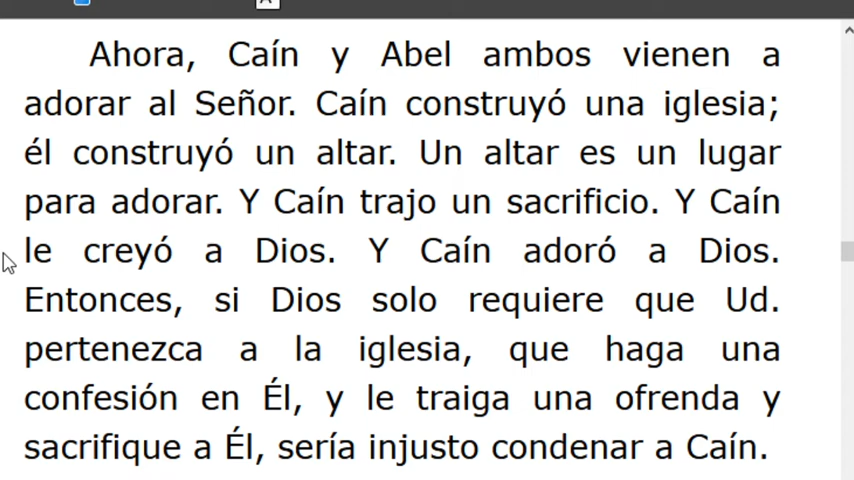 Ahora, Caín y Abel ambos vienen a
adorar al Señor. Caín construyó una iglesia;
él construyó un altar. Un altar es un lugar
para adorar. Y Caín trajo un sacrificio. Y Caín
le creyó a Dios. Y Caín adoró a Dios.
Entonces, si Dios solo requiere que Ud.
pertenezca a la iglesia, que haga una
confesión en Él, y le traiga una ofrenda y
sacrifique a Él, sería injusto condenar a Caín.